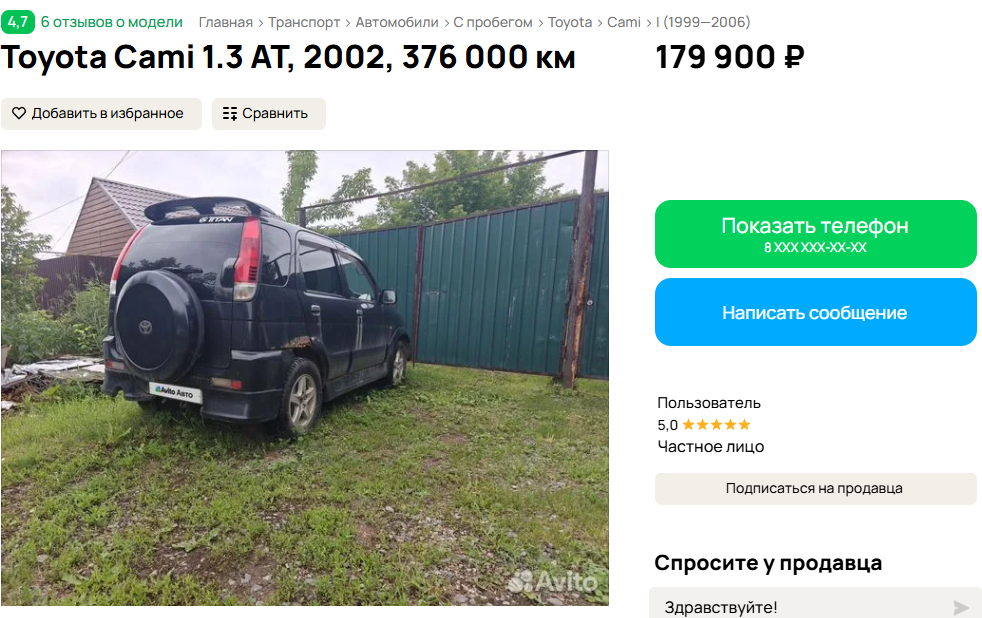 4,7 6 отзывов о модели Главная > Транспорт > Автомобили > С пробегом > Toyota > Cami > I (1999—2006)
Toyota Cami 1.3 AT, 2002, 376 000 км
179 900 ₽
Добавить в избранное
Сравнить
TITAN
Avito Авто
Avito
Показать телефон
8 XXX XXX-XX-XX
Написать сообщение
Пользователь
5,0
Частное лицо
Подписаться на продавца
Спросите у продавца
Здравствуйте!